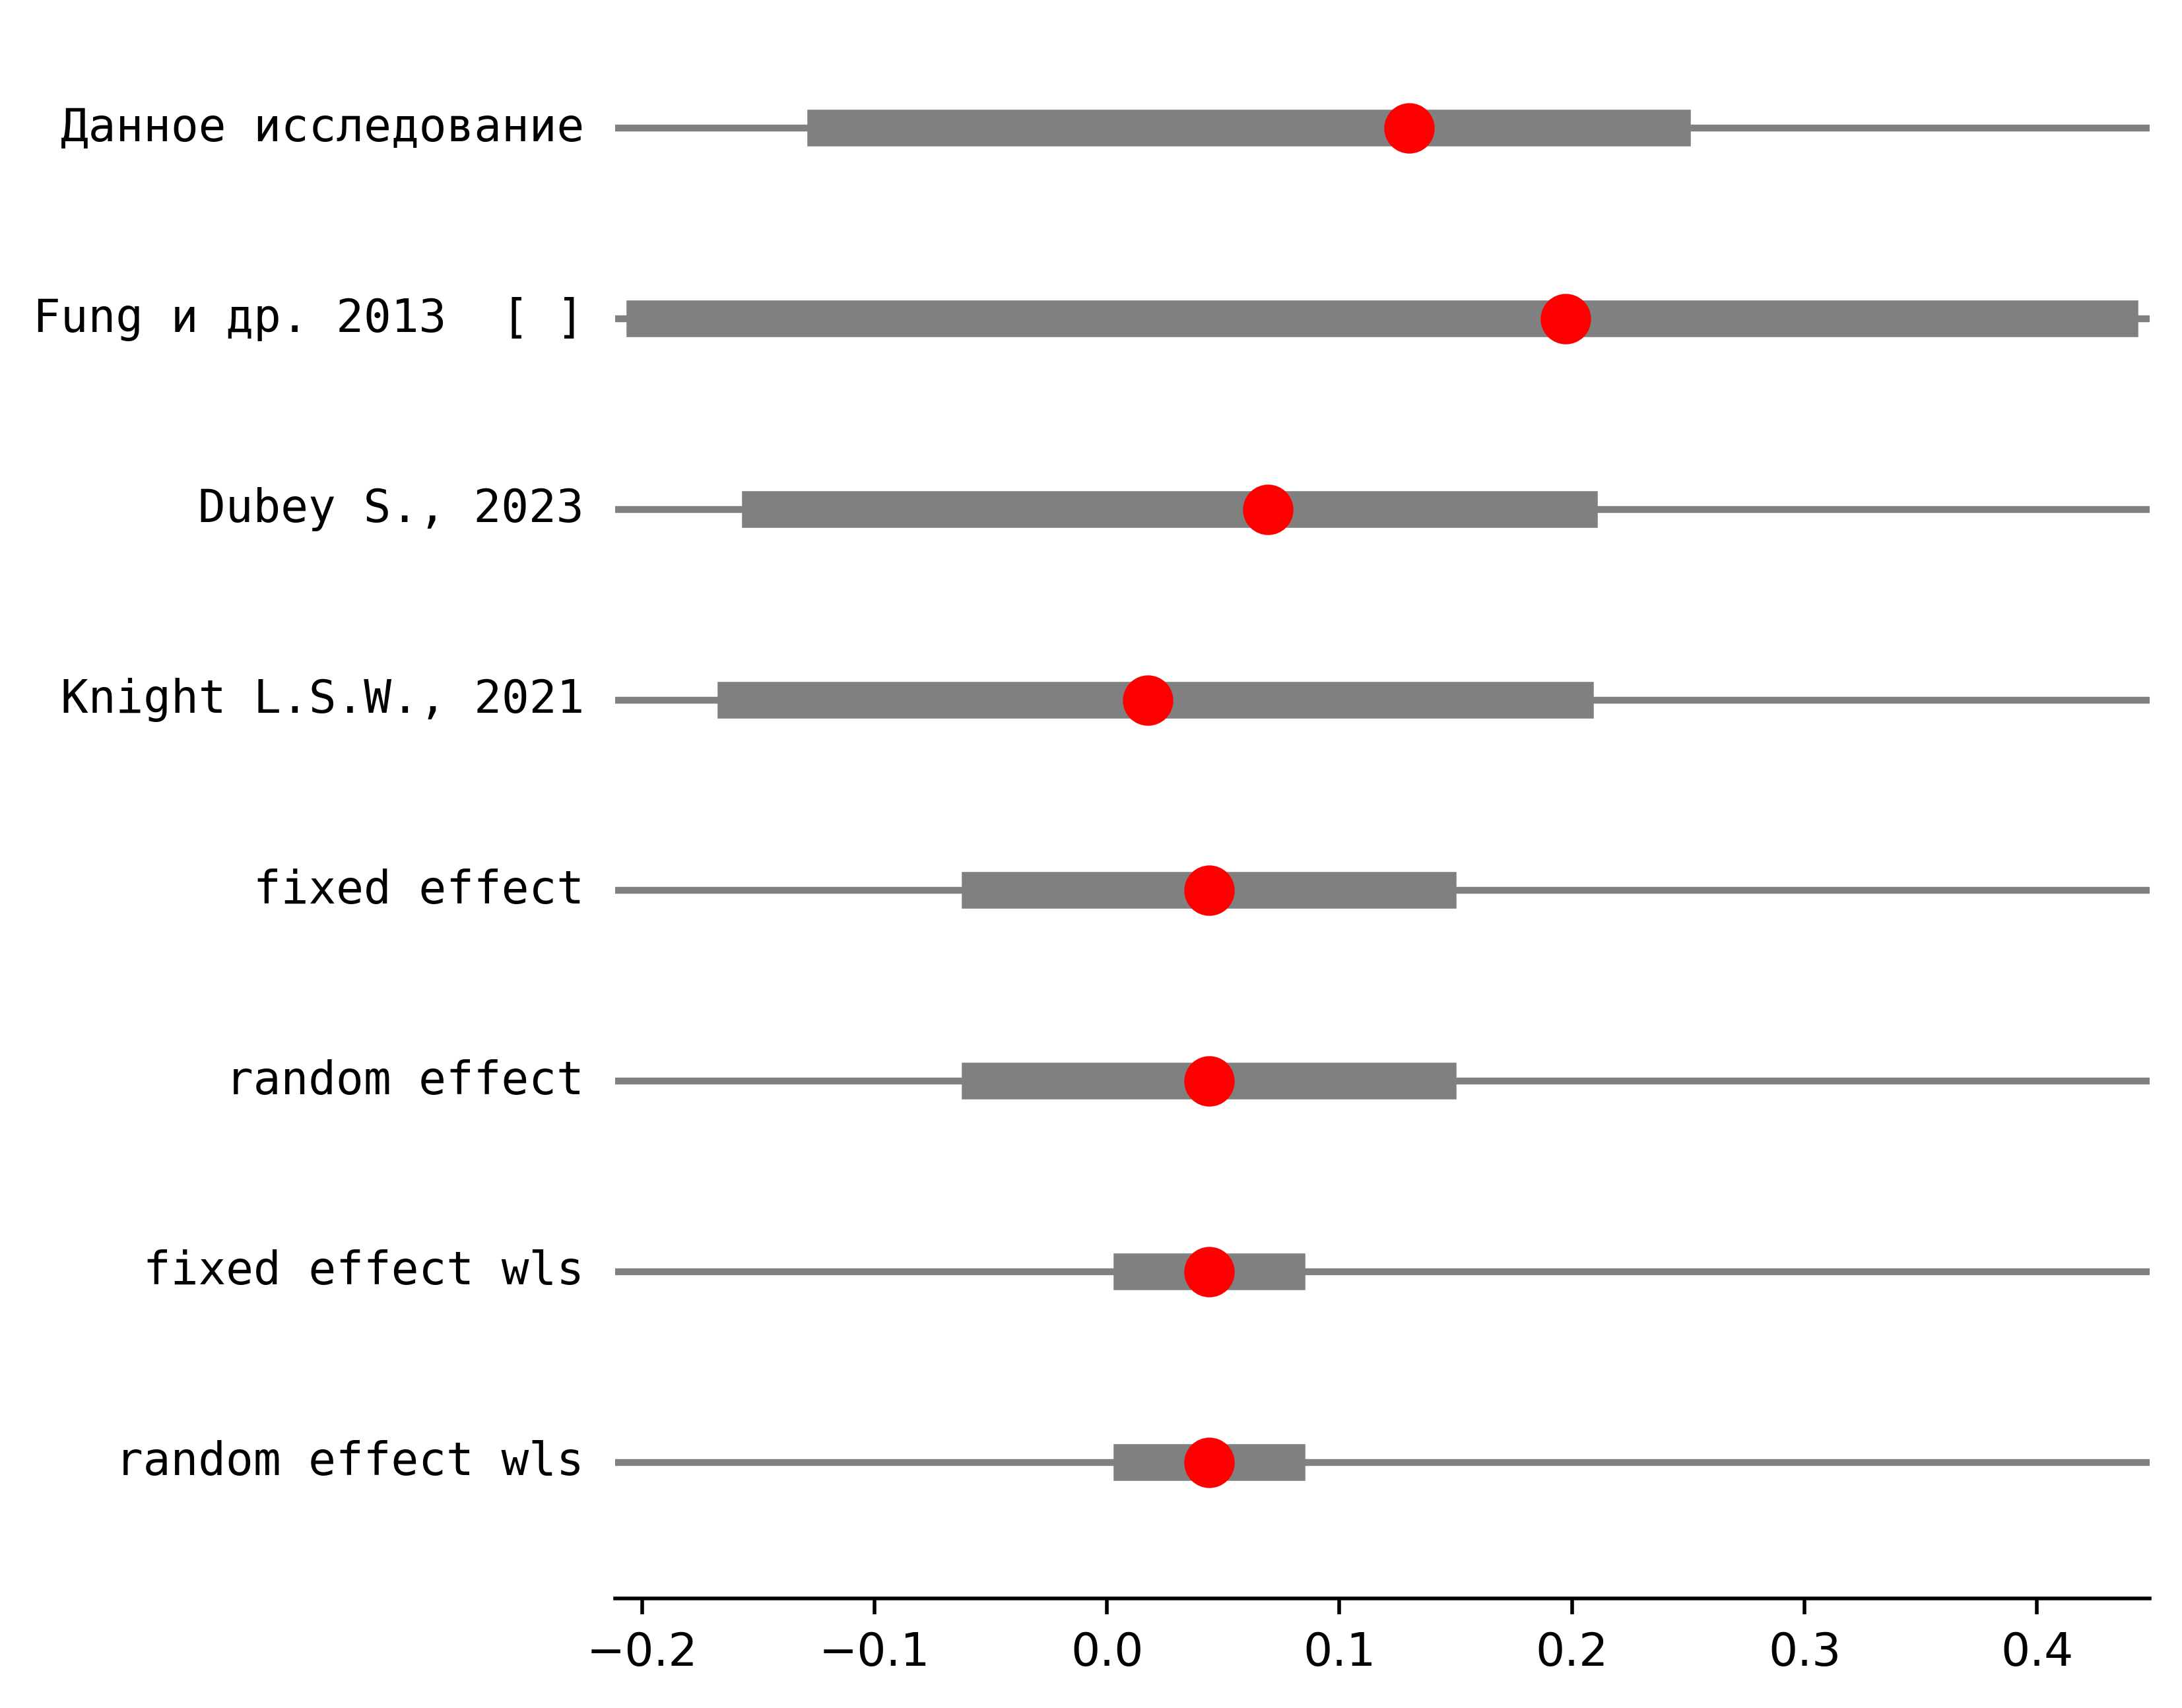 Данное исследование
Fung и др. 2013  [ ]
Dubey S., 2023
Knight L.S.W., 2021
fixed effect
random effect
fixed effect wls
random effect wls
−0.2 −0.1 0.0 0.1 0.2 0.3 0.4